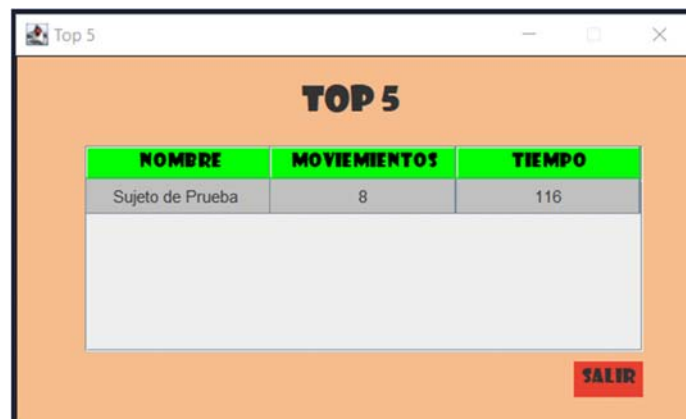 Top 5
TOP 5
NOMBRE MOVIEMIENTOS TIEMPO
Sujeto de Prueba 8 116
SALIR